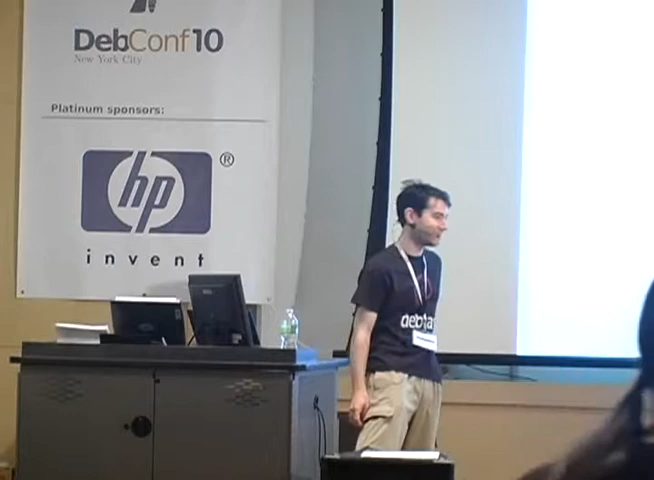 DebConf10
New York City
Platinum sponsors:
hp®
invent
debian